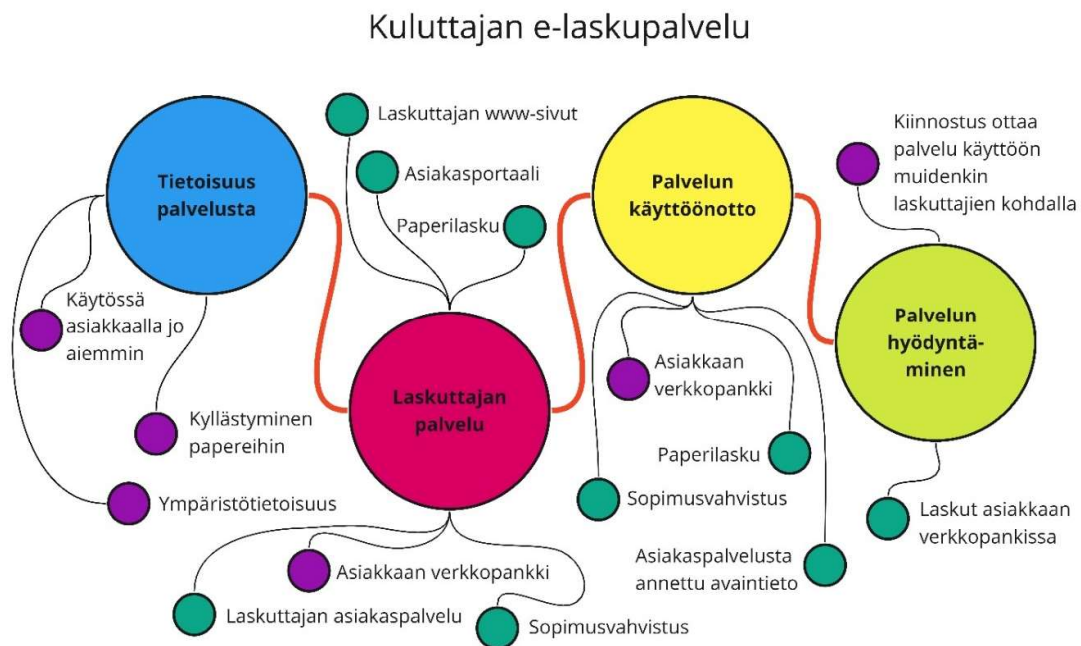 Kuluttajan e-laskupalvelu
Tietoisuus
palvelusta
Käytössä
asiakkaalla jo
aiemmin
Kyllästyminen
papereihin
Ympäristötietoisuus
Laskuttajan www-sivut
Asiakasportaali
Paperilasku
Laskuttajan
palvelu
Asiakkaan verkkopankki
Laskuttajan asiakaspalvelu
Sopimusvahvistus
Palvelun
käyttöönotto
Asiakkaan
verkkopankki
Paperilasku
Sopimusvahvistus
Asiakaspalvelusta
annettu avaintieto
Kiinnostus ottaa
palvelu käyttöön
muidenkin
laskuttajien kohdalla
Palvelun
hyödyntä-
minen
Laskut asiakkaan
verkkopankissa